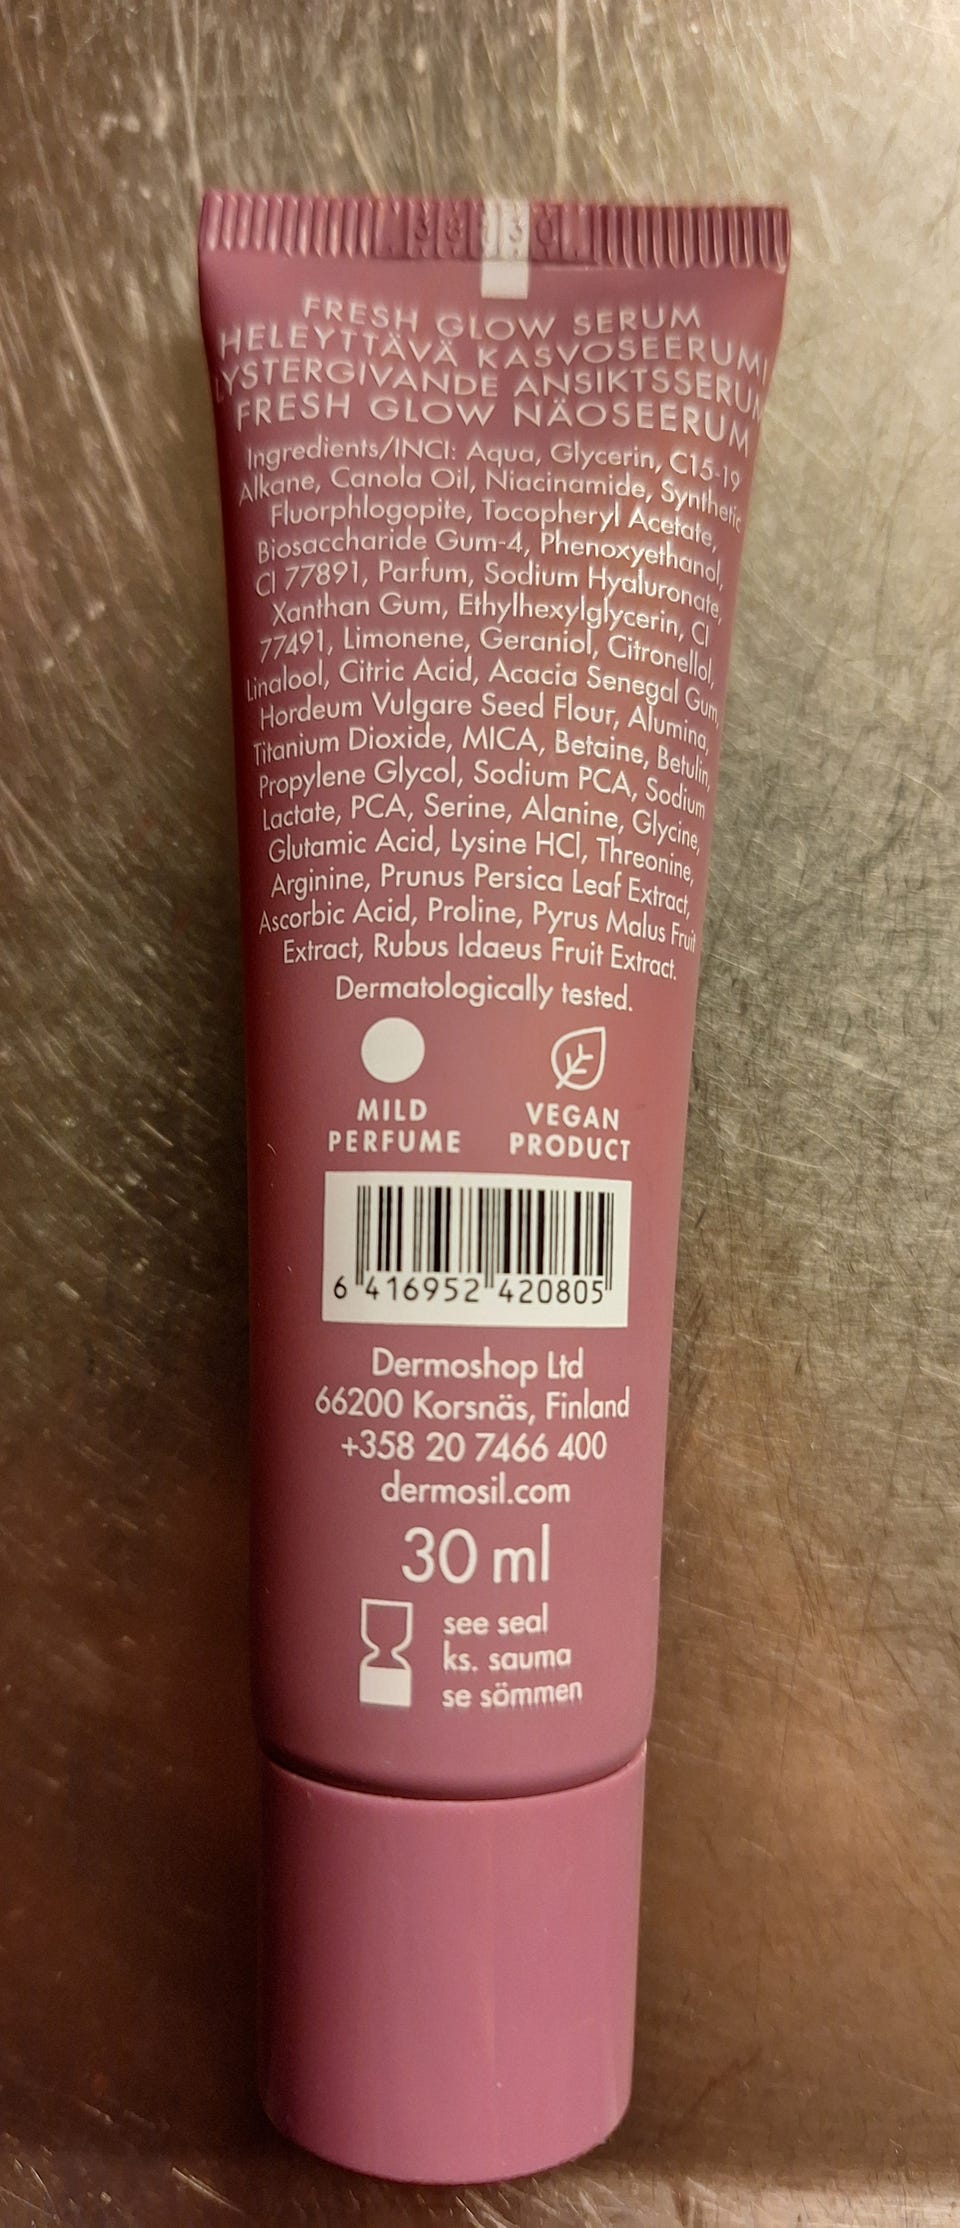 FRESH GLOW SERUM
HELEYTTÄVÄ KASVOSEERUMI
LYSTERGIVANDE ANSIKTSSERUM
FRESH GLOW NÄOSEERUM
Ingredients/INCI: Aqua, Glycerin, C15-19
Alkane, Canola Oil, Niacinamide, Synthetic
Fluorphlogopite, Tocopheryl Acetate,
Biosaccharide Gum-4, Phenoxyethanol,
CI 77891, Parfum, Sodium Hyaluronate,
Xanthan Gum, Ethylhexylglycerin, CI
77491, Limonene, Geraniol, Citronellol,
Linalool, Citric Acid, Acacia Senegal Gum,
Hordeum Vulgare Seed Flour, Alumina,
Titanium Dioxide, MICA, Betaine, Betulin,
Propylene Glycol, Sodium PCA, Sodium
Lactate, PCA, Serine, Alanine, Glycine,
Glutamic Acid, Lysine HCl, Threonine,
Arginine, Prunus Persica Leaf Extract,
Ascorbic Acid, Proline, Pyrus Malus Fruit
Extract, Rubus Idaeus Fruit Extract.
Dermatologically tested.
MILD PERFUME
VEGAN PRODUCT
6 416952 420805
Dermoshop Ltd
66200 Korsnäs, Finland
+358 20 7466 400
dermosil.com
30 ml
see seal
ks. sauma
se sömmen